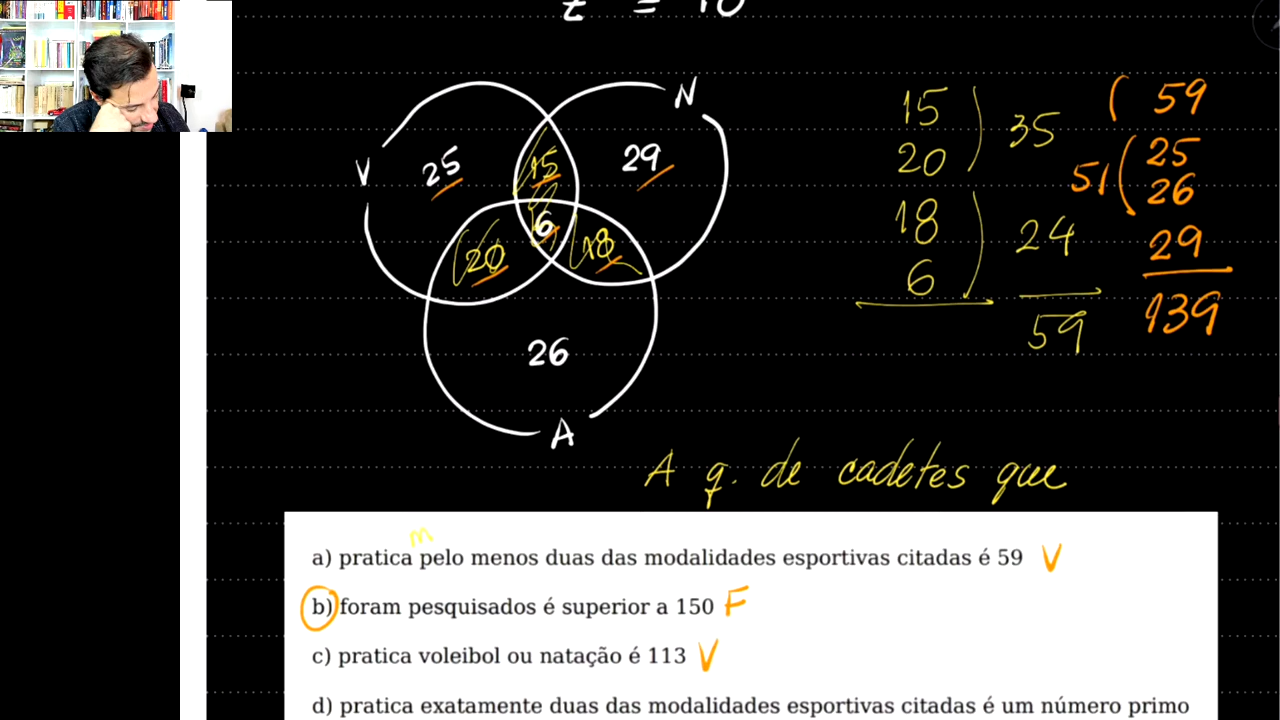 z = 10
N
15
20
35
59
25
26
51
29
139
V
25
15
29
18
6
24
59
6
20
18
26
A
A q. de cadetes que
m
a) pratica pelo menos duas das modalidades esportivas citadas é 59 V
b) foram pesquisados é superior a 150 F
c) pratica voleibol ou natação é 113 V
d) pratica exatamente duas das modalidades esportivas citadas é um número primo